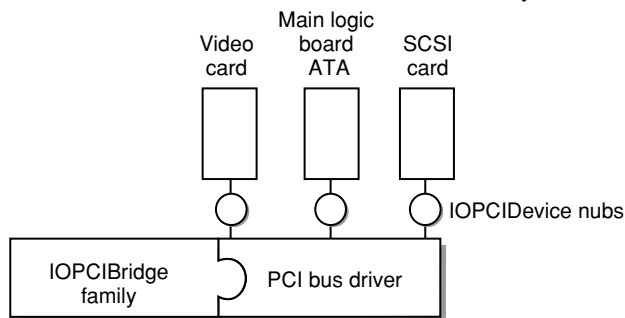 Main logic
Video
board
SCSI
card
ATA
card
IOPCIDevice nubs
IOPCIBridge
family
PCI bus driver